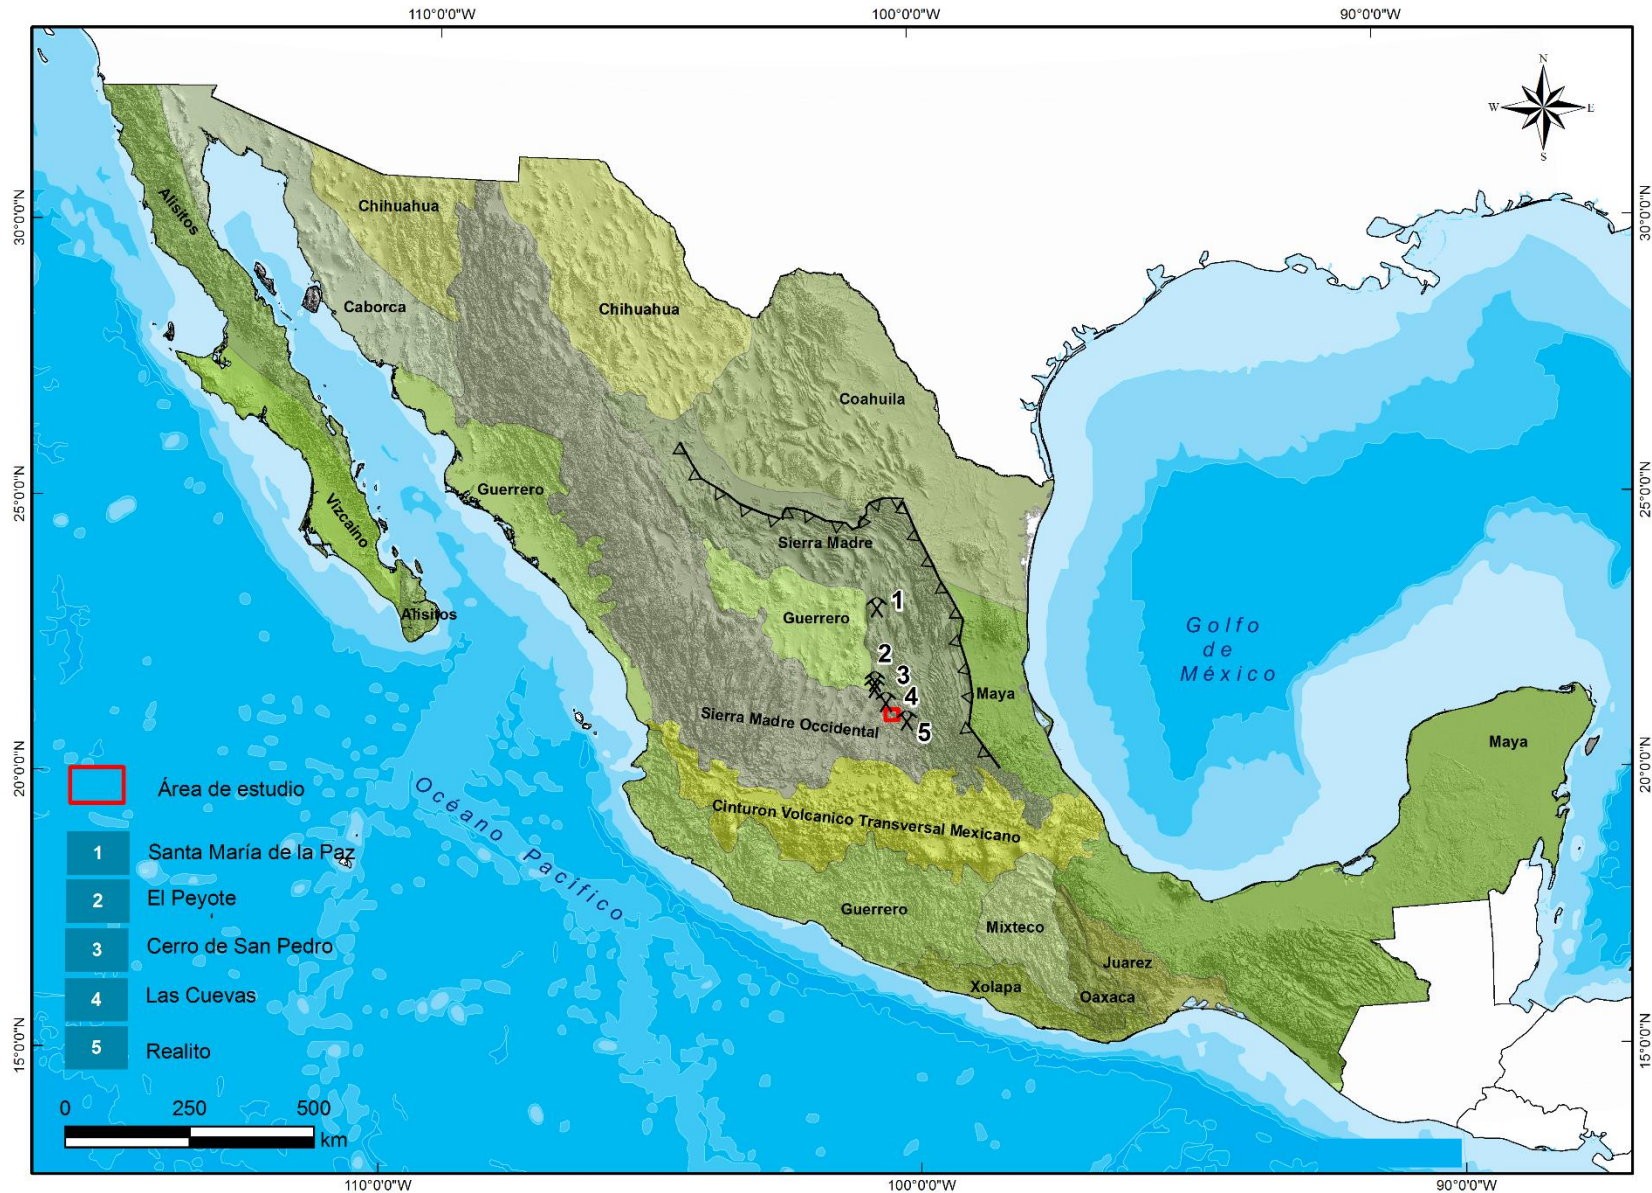 110°0'0"W
100°0'0"W
90°0'0"W
N
W
E
S
30°0'0"N
30°0'0"N
Alisitos
Chihuahua
Caborca
Chihuahua
Coahuila
25°0'0"N
25°0'0"N
Guerrero
Vizcaino
Sierra Madre
Alisitos
Guerrero
1
2
3
4
5
Golfo
de
México
Maya
Sierra Madre Occidental
Maya
20°0'0"N
20°0'0"N
Océano Pacífico
Cinturon Volcanico Transversal Mexicano
Guerrero
Mixteco
Juarez
Xolapa
Oaxaca
15°0'0"N
15°0'0"N
Área de estudio
1 Santa María de la Paz
2 El Peyote
3 Cerro de San Pedro
4 Las Cuevas
5 Realito
0 250 500
km
110°0'0"W
100°0'0"W
90°0'0"W